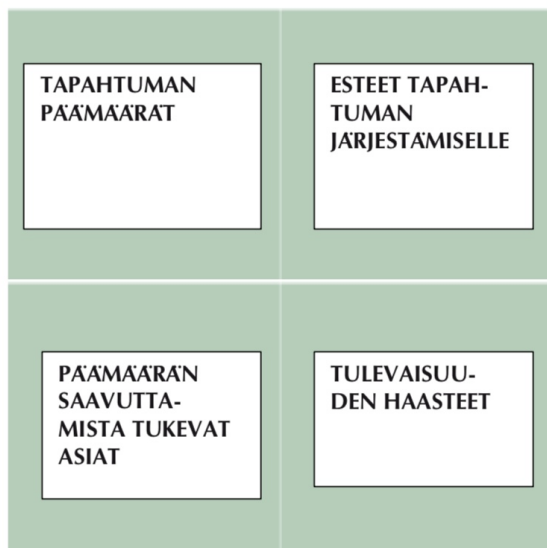 TAPAHTUMAN
PÄÄMÄÄRÄT
ESTEET TAPAH-
TUMAN
JÄRJESTÄMISELLE
PÄÄMÄÄRÄN
SAAVUTTA-
MISTA TUKEVAT
ASIAT
TULEVAISUU-
DEN HAASTEET